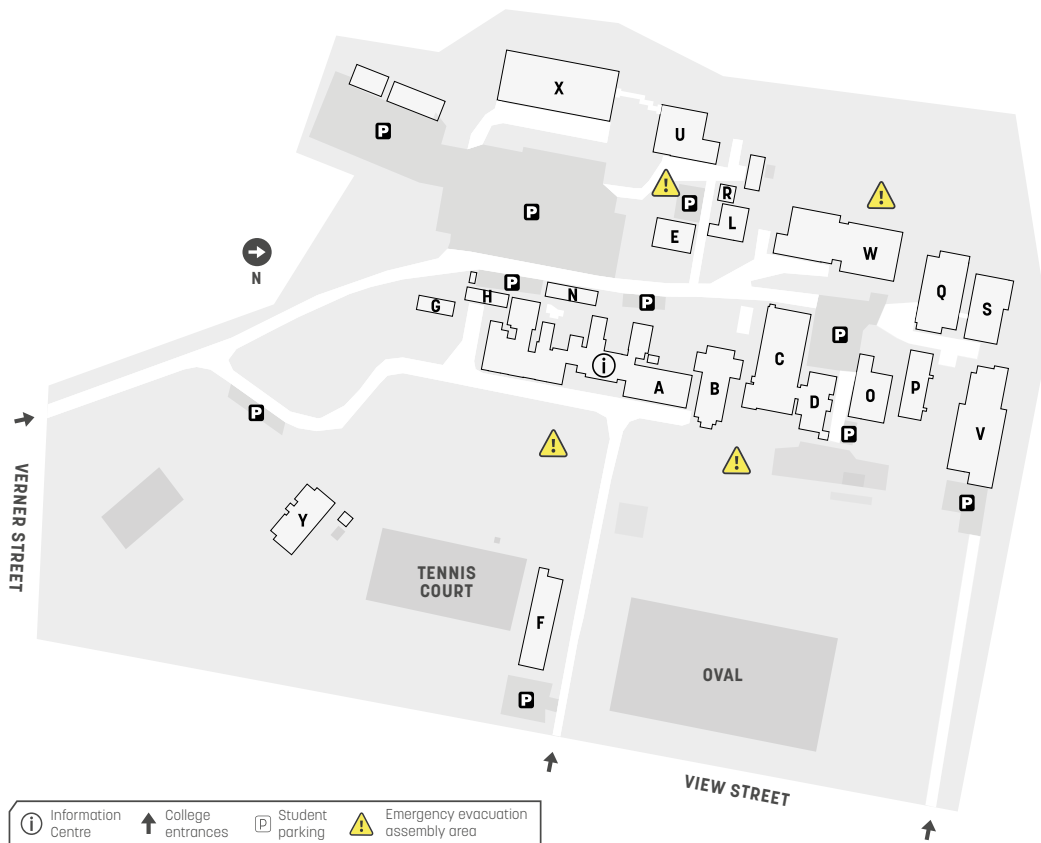 X
P
U
R
P
L
P
E
W
N
P
Q
H
N
P
S
G
P
C
i
A
B
P
D
O
P
P
V
VERNER STREET
P
Y
TENNIS
COURT
F
OVAL
P
VIEW STREET
i Information
Centre
College
entrances
P Student
parking
Emergency evacuation
assembly area